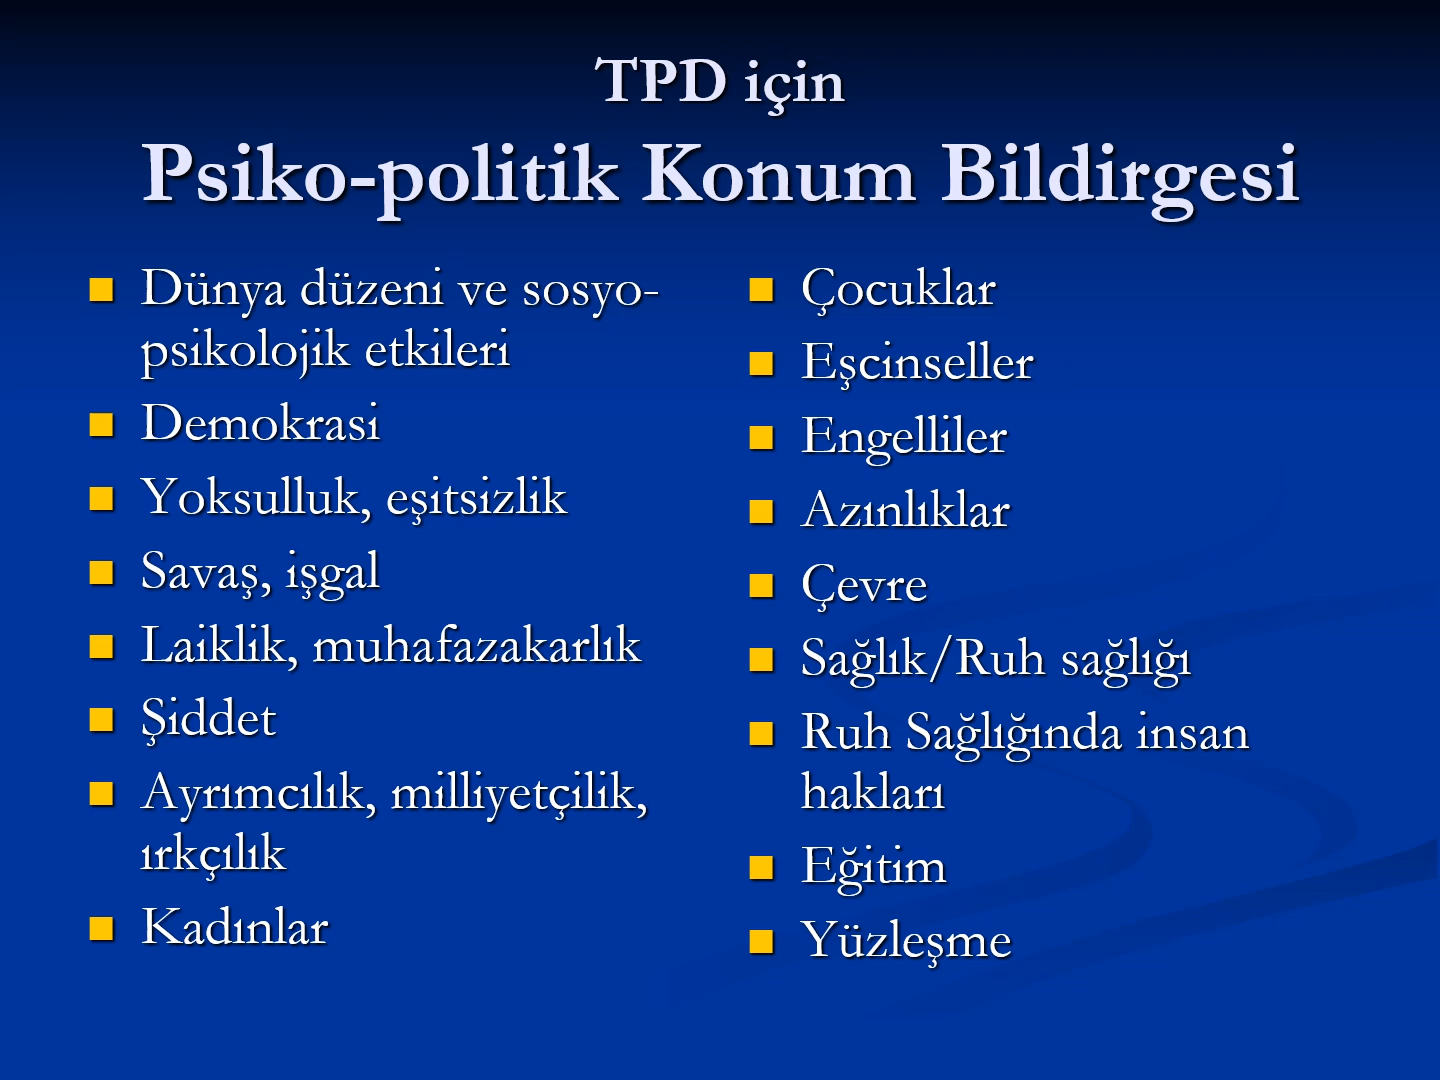 TPD için
Psiko-politik Konum Bildirgesi
Dünya düzeni ve sosyo-
psikolojik etkileri
Demokrasi
Yoksulluk, eşitsizlik
Savaş, işgal
Laiklik, muhafazakarlık
Şiddet
Ayrımcılık, milliyetçilik,
ırkçılık
Kadınlar
Çocuklar
Eşcinseller
Engelliler
Azınlıklar
Çevre
Sağlık/Ruh sağlığı
Ruh Sağlığında insan
hakları
Eğitim
Yüzleşme